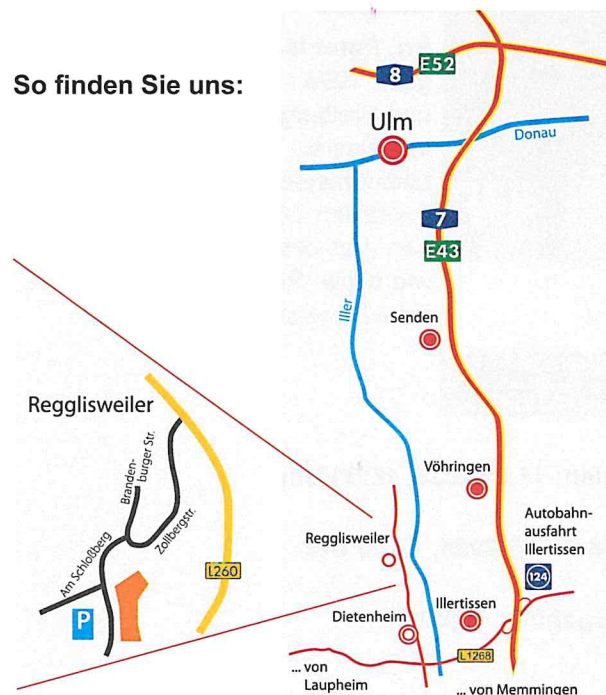 So finden Sie uns:
8
E52
Ulm
Donau
7
E43
Iller
Senden
Regglisweiler
Branden-
burger Str.
Zollbergstr.
Am Schloßberg
L260
P
Vöhringen
Autobahn-
ausfahrt
Illertissen
124
Regglisweiler
Dietenheim
Illertissen
L1268
... von
Laupheim
... von Memmingen